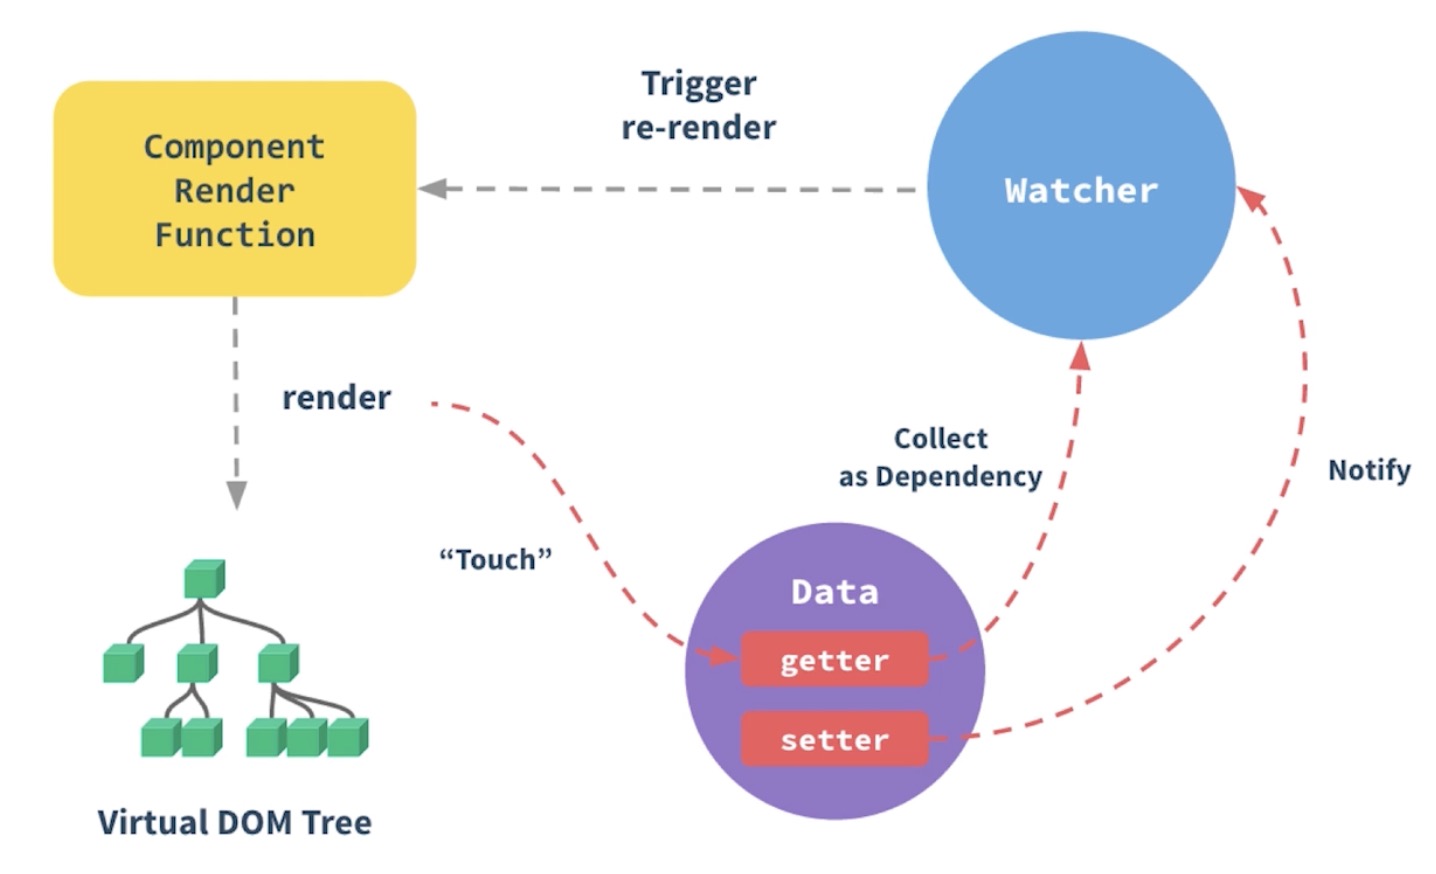 Trigger
re-render
Component
Render
Function
Watcher
render
Collect
as Dependency
Notify
“Touch”
Data
getter
setter
Virtual DOM Tree